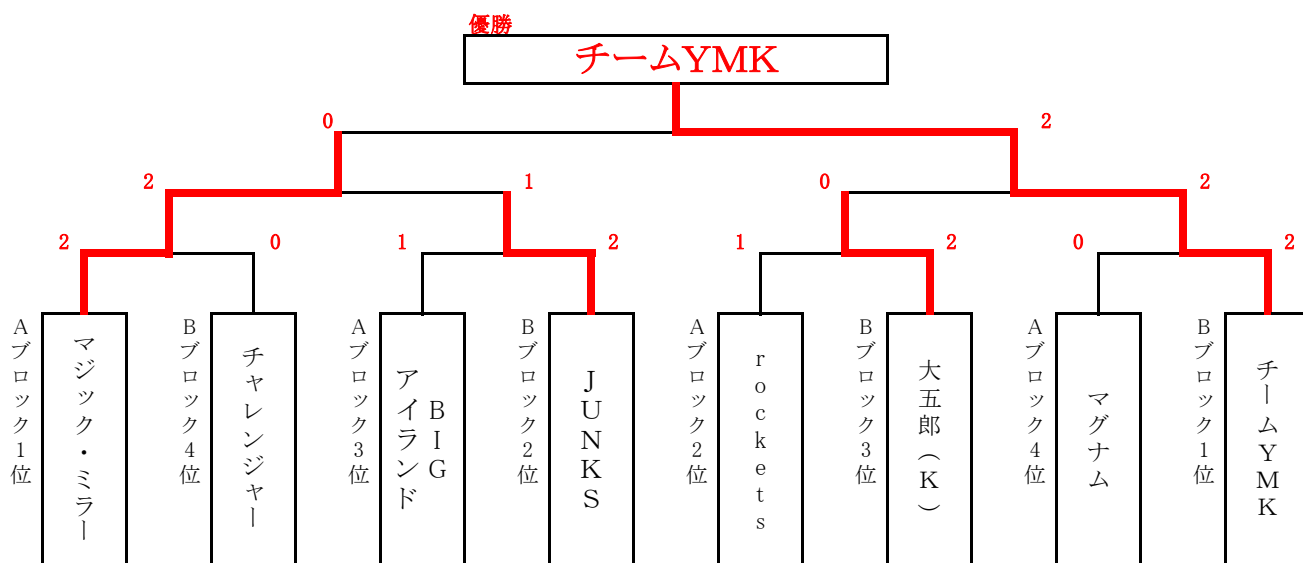 優勝
チームYMK
0
2
2
1
0
2
2
0
1
2
1
2
0
2
Aブロック1位
マジック・ミラー
Bブロック4位
チャレンジャー
Aブロック3位
BIG
アイランド
Bブロック2位
JUNKS
Aブロック2位
rockets
Bブロック3位
大五郎（K）
Aブロック4位
マグナム
Bブロック1位
チームYMK